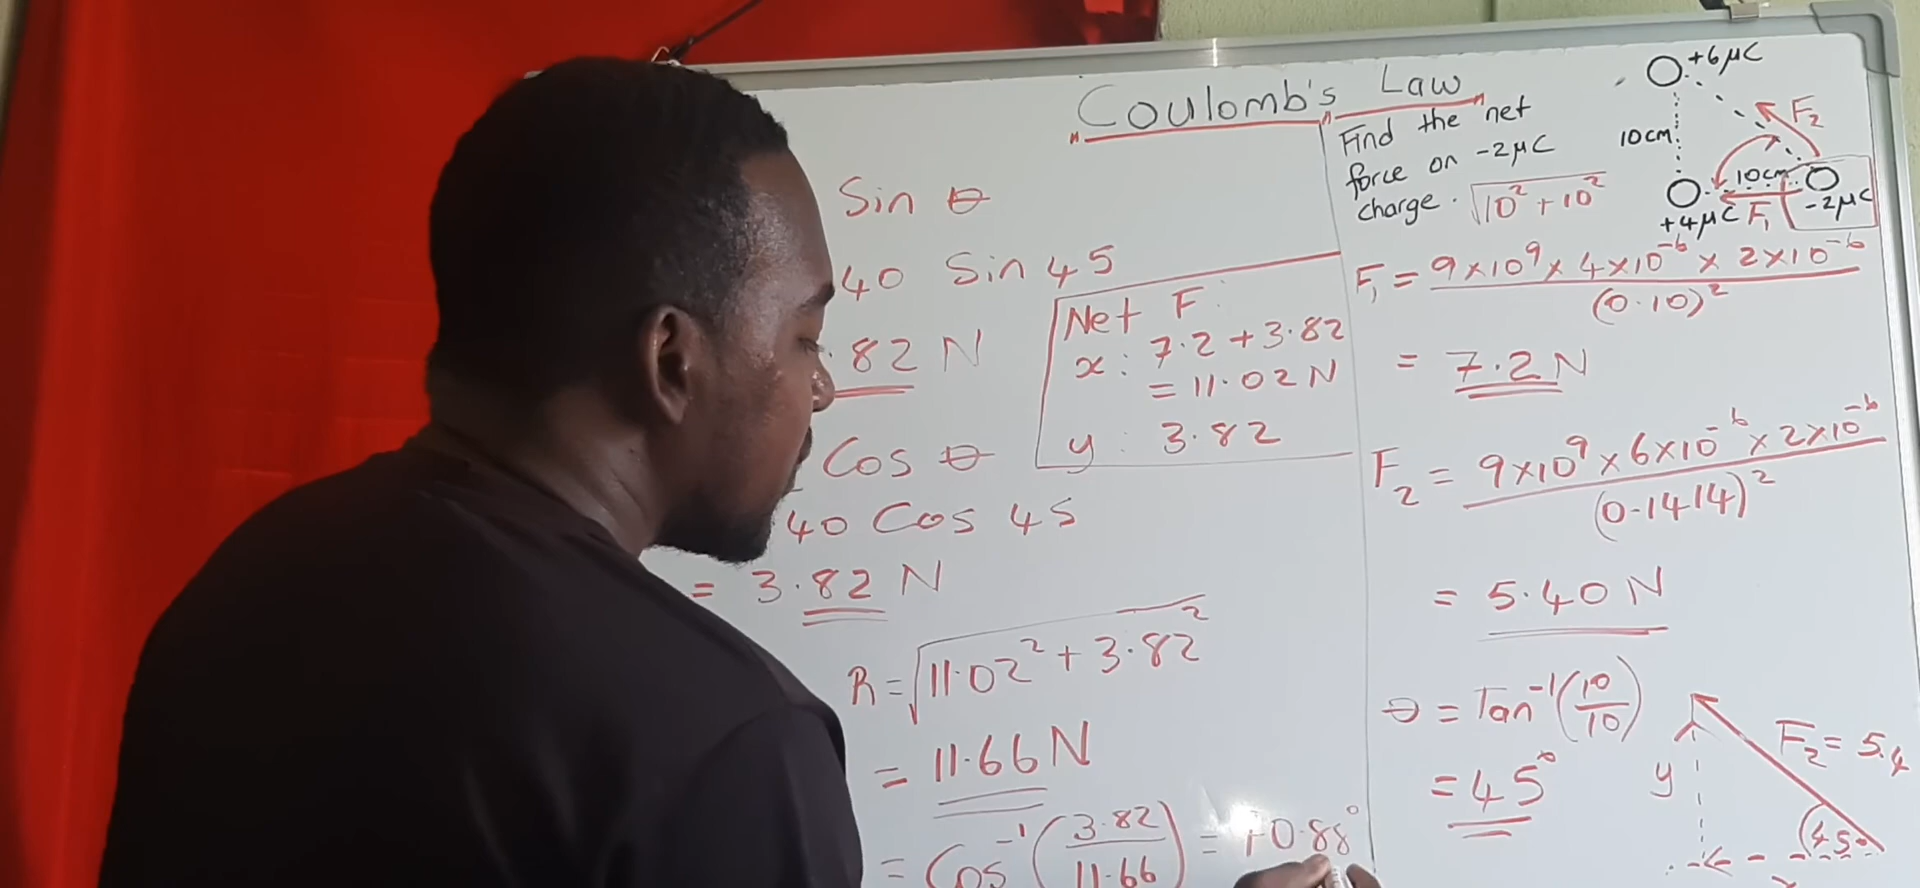 Coulomb's Law
Sin θ
40 Sin 45
.82 N
Cos θ
40 Cos 45
= 3.82 N
Net F:
x: 7.2 + 3.82
= 11.02 N
y: 3.82
R = √11.02² + 3.82²
= 11.66 N
= Cos⁻¹ (3.82/11.66) = 70.88°
Find the net
force on -2μC
charge. √10² + 10²
+6μC
F₂
10cm
10cm
+4μC F₁ -2μC
F₁ = 9×10⁹ × 4×10⁻⁶ × 2×10⁻⁶ / (0.10)²
= 7.2 N
F₂ = 9×10⁹ × 6×10⁻⁶ × 2×10⁻⁶ / (0.1414)²
= 5.40 N
θ = Tan⁻¹ (10/10)
= 45°
F₂ = 5.4
y
45